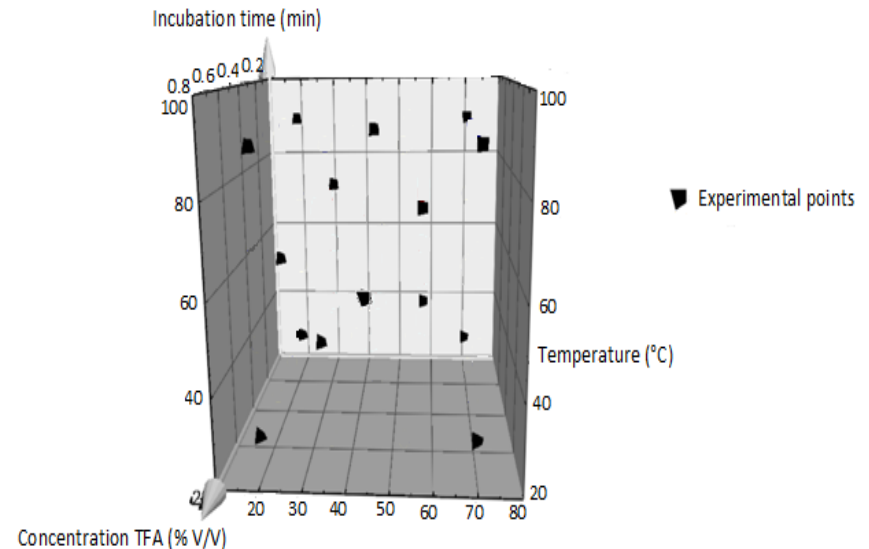 Incubation time (min)
0.8 0.6 0.4 0.2
100
100
80
80
Experimental points
60
60
Temperature (°C)
40
40
20
20 30 40 50 60 70 80
Concentration TFA (% V/V)